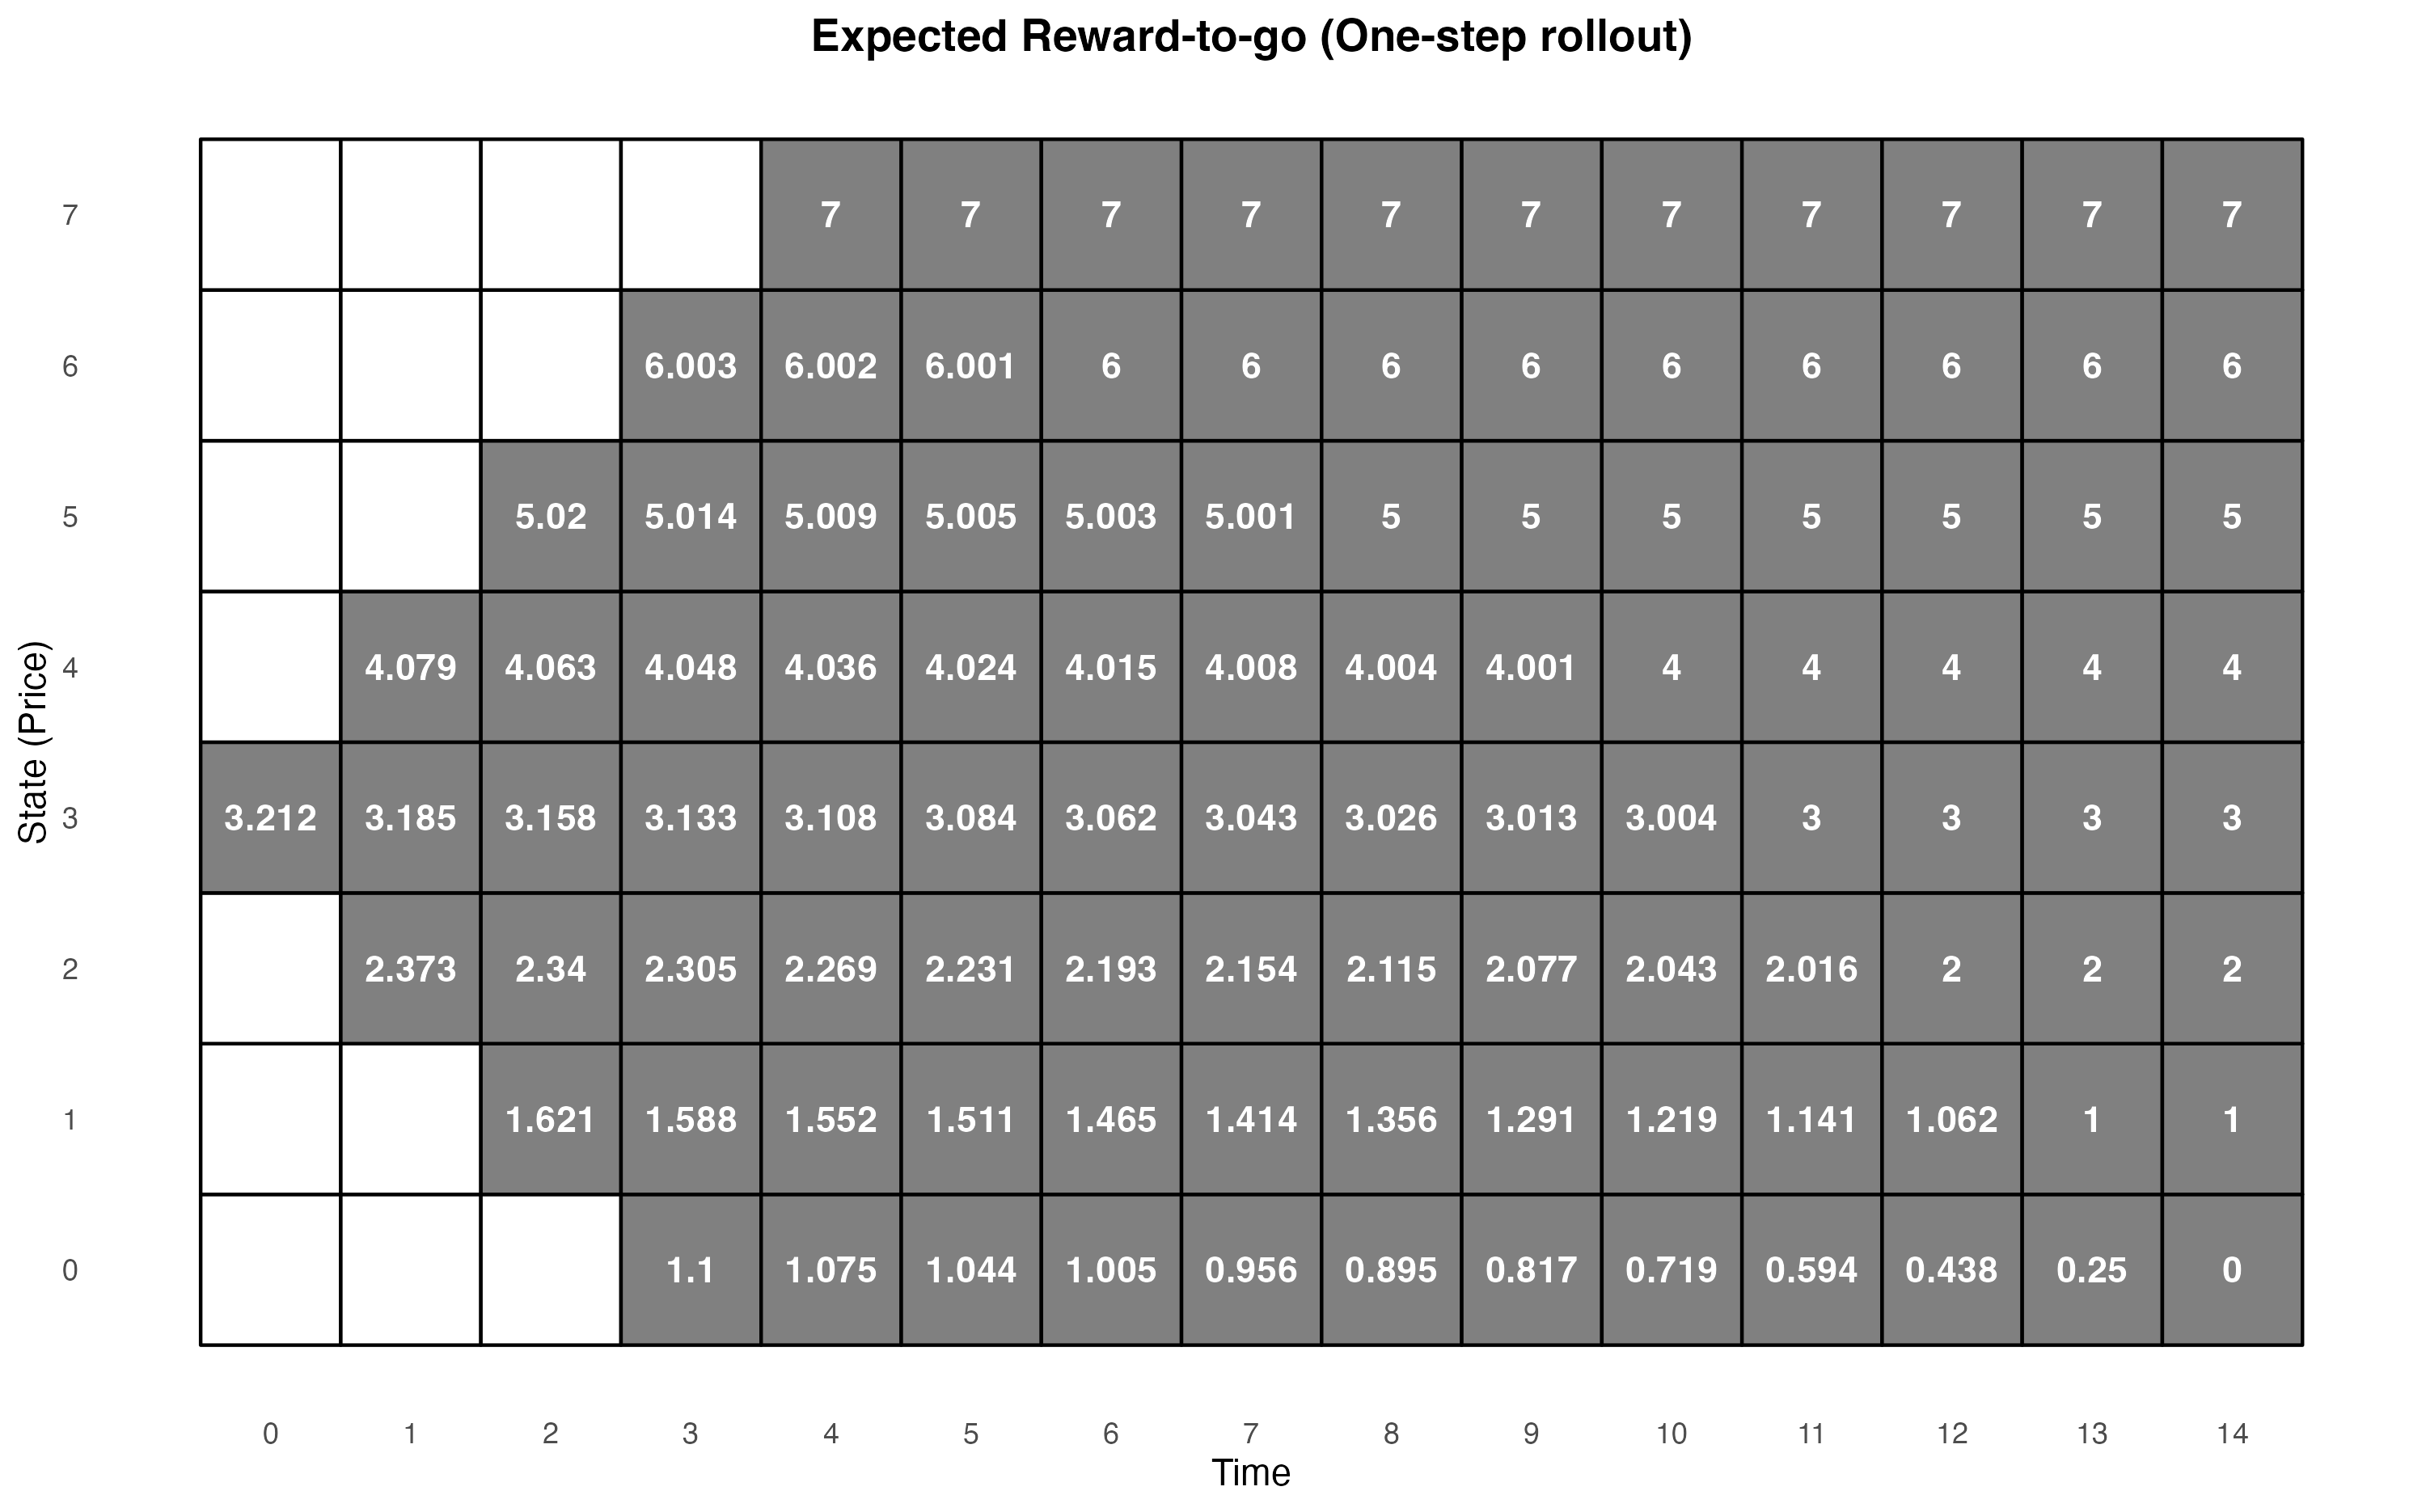 Expected Reward-to-go (One-step rollout)
State (Price)
7 7 7 7 7 7 7 7 7 7 7 7
6 6.003 6.002 6.001 6 6 6 6 6 6 6 6 6
5 5.02 5.014 5.009 5.005 5.003 5.001 5 5 5 5 5 5 5
4 4.079 4.063 4.048 4.036 4.024 4.015 4.008 4.004 4.001 4 4 4 4 4
3 3.212 3.185 3.158 3.133 3.108 3.084 3.062 3.043 3.026 3.013 3.004 3 3 3 3
2 2.373 2.34 2.305 2.269 2.231 2.193 2.154 2.115 2.077 2.043 2.016 2 2 2
1 1.621 1.588 1.552 1.511 1.465 1.414 1.356 1.291 1.219 1.141 1.062 1 1
0 1.1 1.075 1.044 1.005 0.956 0.895 0.817 0.719 0.594 0.438 0.25 0
0 1 2 3 4 5 6 7 8 9 10 11 12 13 14
Time